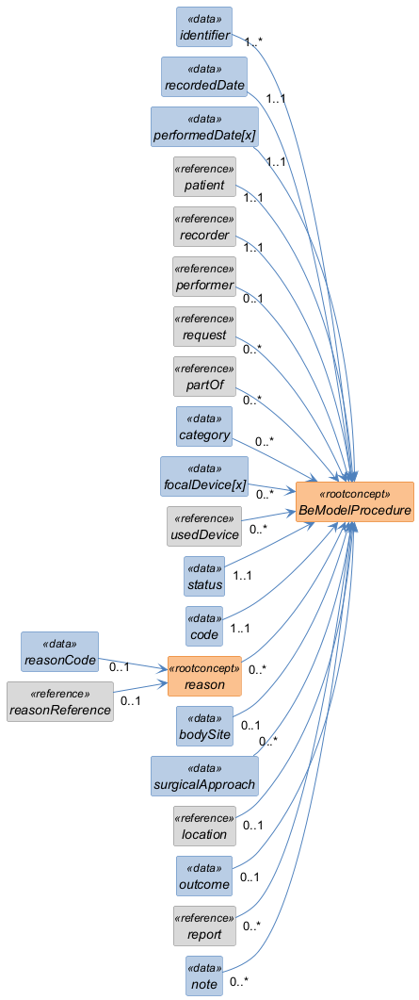 «data»
identifier
1..*
«data»
recordedDate
1..1
«data»
performedDate[x]
1..1
«reference»
patient
1..1
«reference»
recorder
1..1
«reference»
performer
0..1
«reference»
request
0..*
«reference»
partOf
0..*
«data»
category
0..*
«data»
focalDevice[x]
0..*
«rootconcept»
BeModelProcedure
«reference»
usedDevice
0..*
«data»
status
1..1
«data»
code
1..1
«data»
reasonCode
0..1
«rootconcept»
reason
0..*
«reference»
reasonReference
0..1
«data»
bodySite
0..1
«data»
surgicalApproach
0..*
«reference»
location
0..1
«data»
outcome
0..1
«reference»
report
0..*
«data»
note
0..*